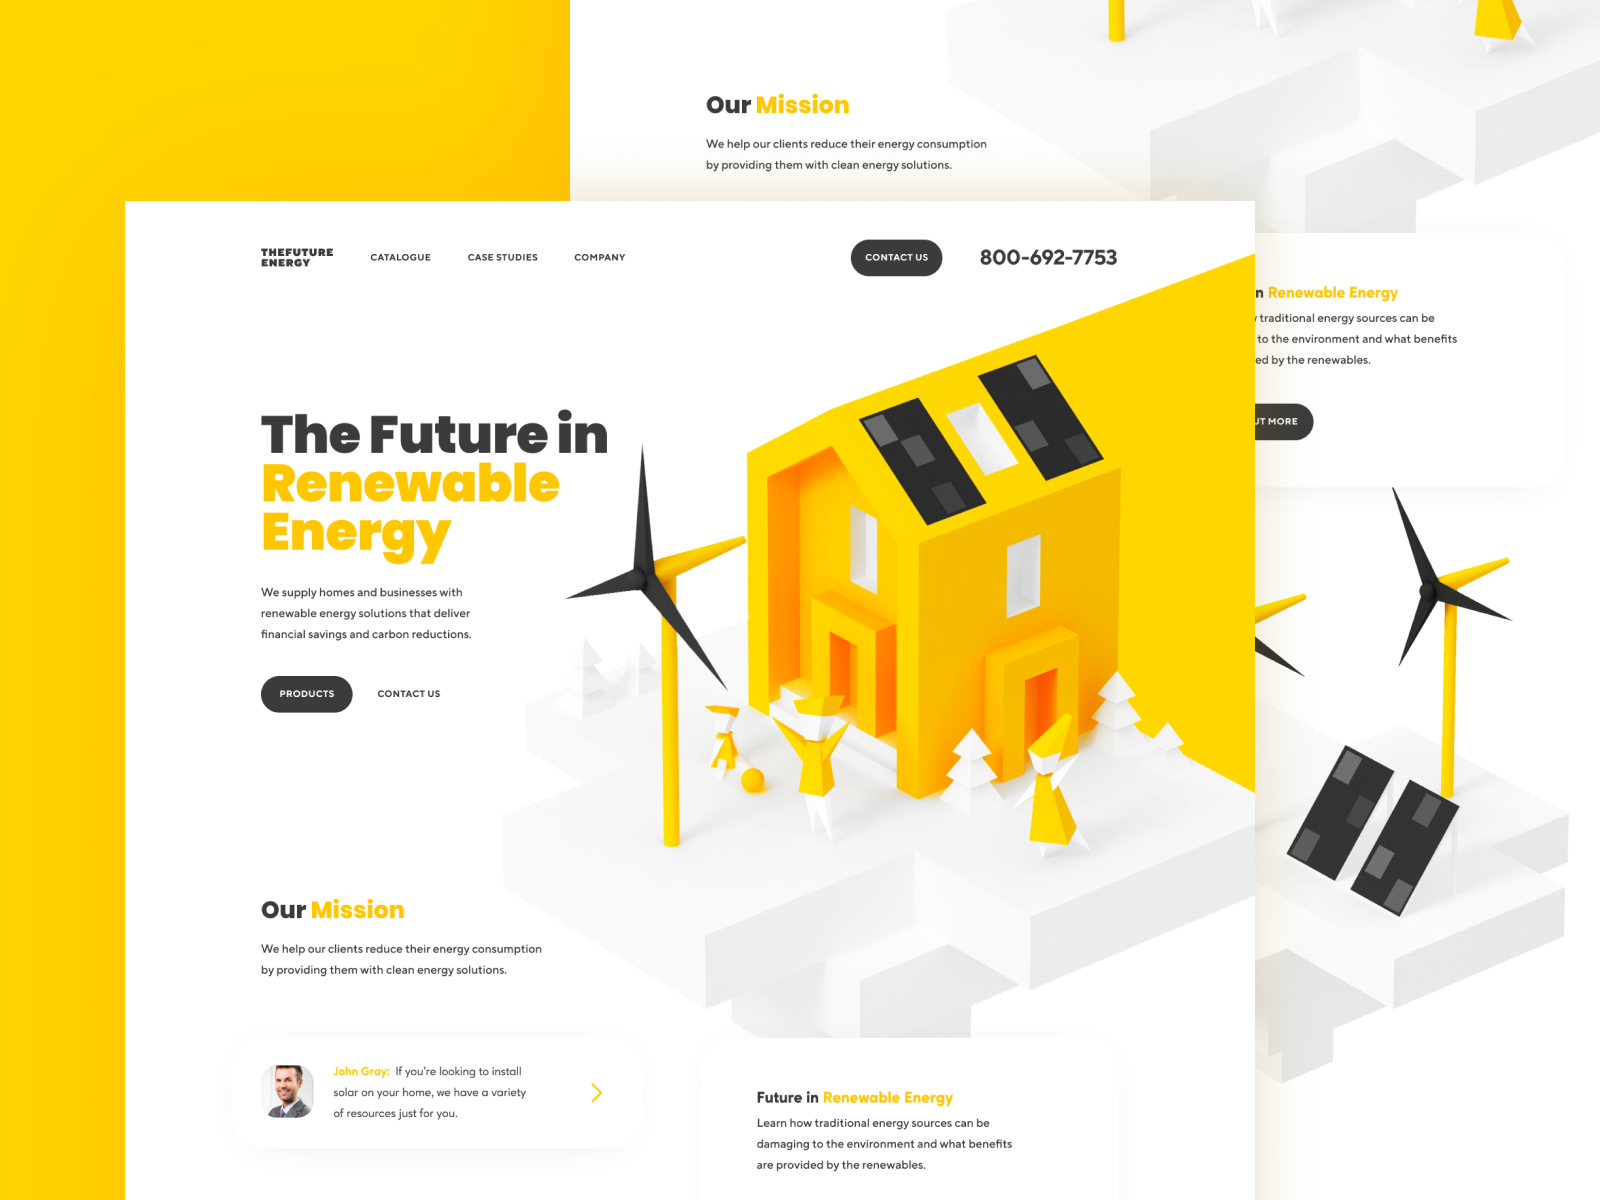 Our Mission
We help our clients reduce their energy consumption
by providing them with clean energy solutions.
THEFUTURE
ENERGY
CATALOGUE
CASE STUDIES
COMPANY
CONTACT US
800-692-7753
The Future in
Renewable
Energy
We supply homes and businesses with
renewable energy solutions that deliver
financial savings and carbon reductions.
PRODUCTS
CONTACT US
Our Mission
We help our clients reduce their energy consumption
by providing them with clean energy solutions.
John Gray: If you're looking to install
solar on your home, we have a variety
of resources just for you.
Future in Renewable Energy
Learn how traditional energy sources can be
damaging to the environment and what benefits
are provided by the renewables.
n Renewable Energy
traditional energy sources can be
to the environment and what benefits
ed by the renewables.
UT MORE